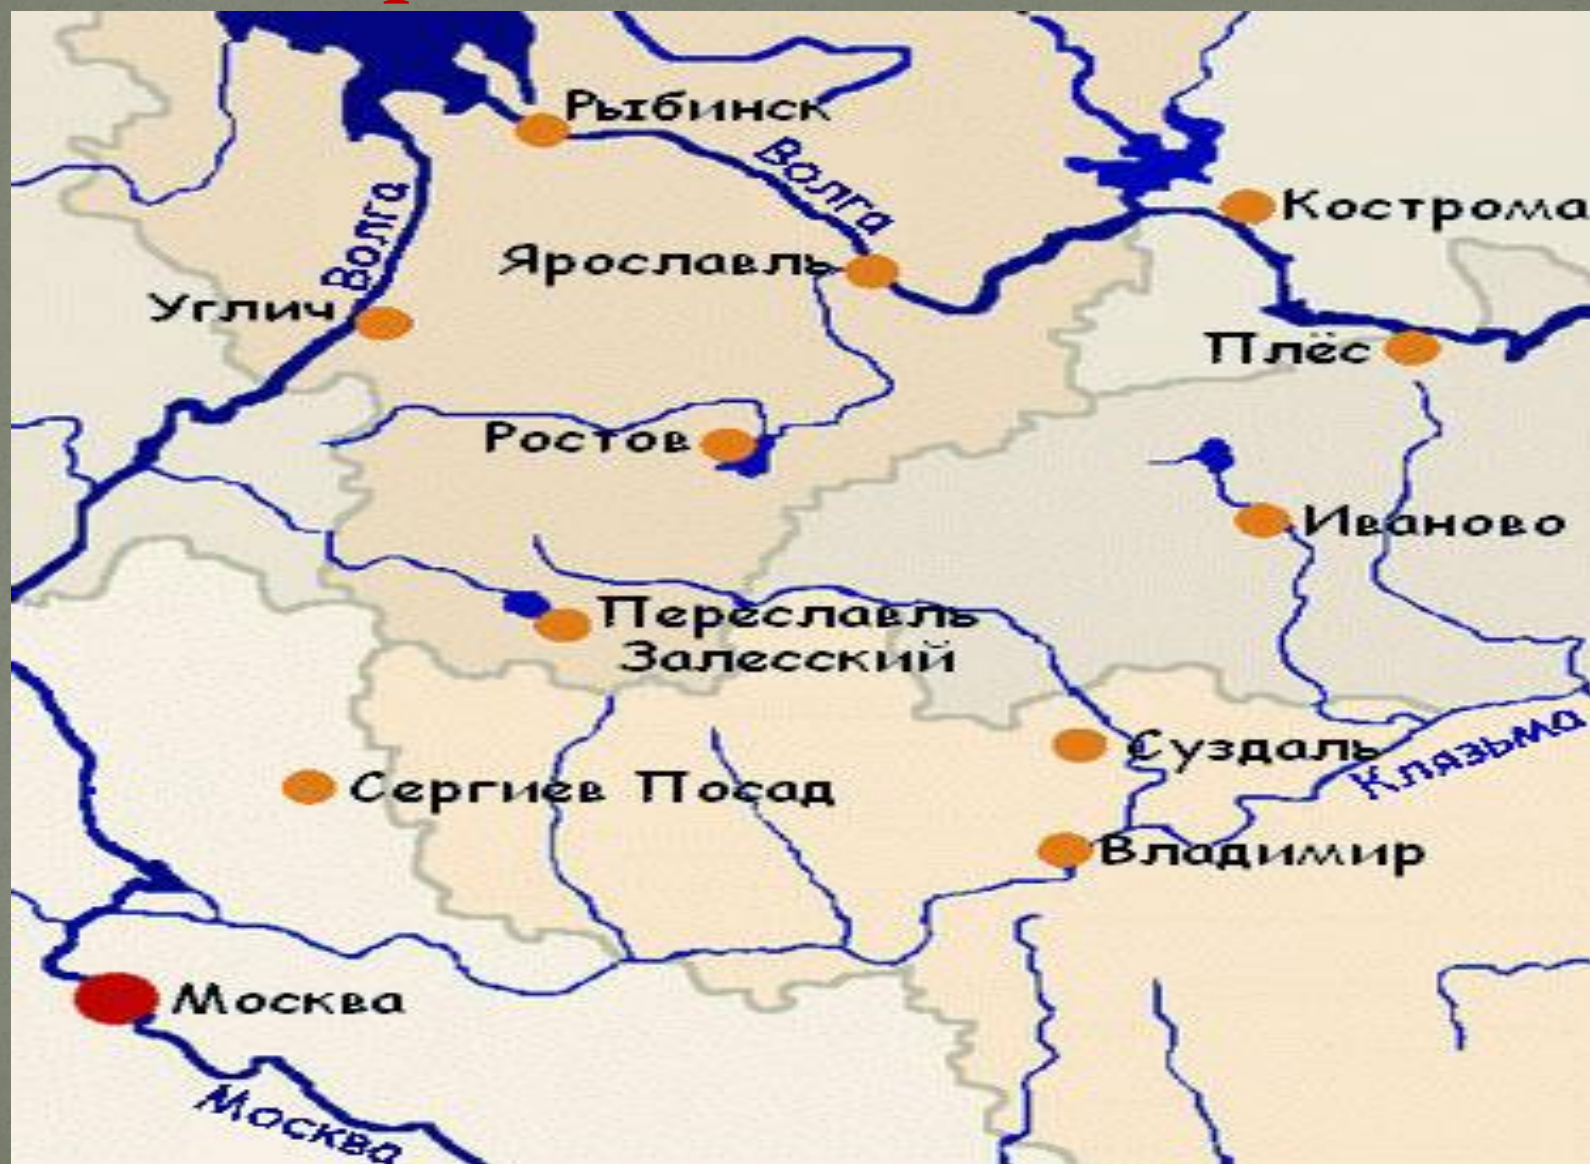 Рыбинск
Волга
Волга
Кострома
Ярославль
Углич
Плёс
Ростов
Иваново
Переславль
Залесский
Суздаль
Клязьма
Сергиев Посад
Владимир
Москва
Москва